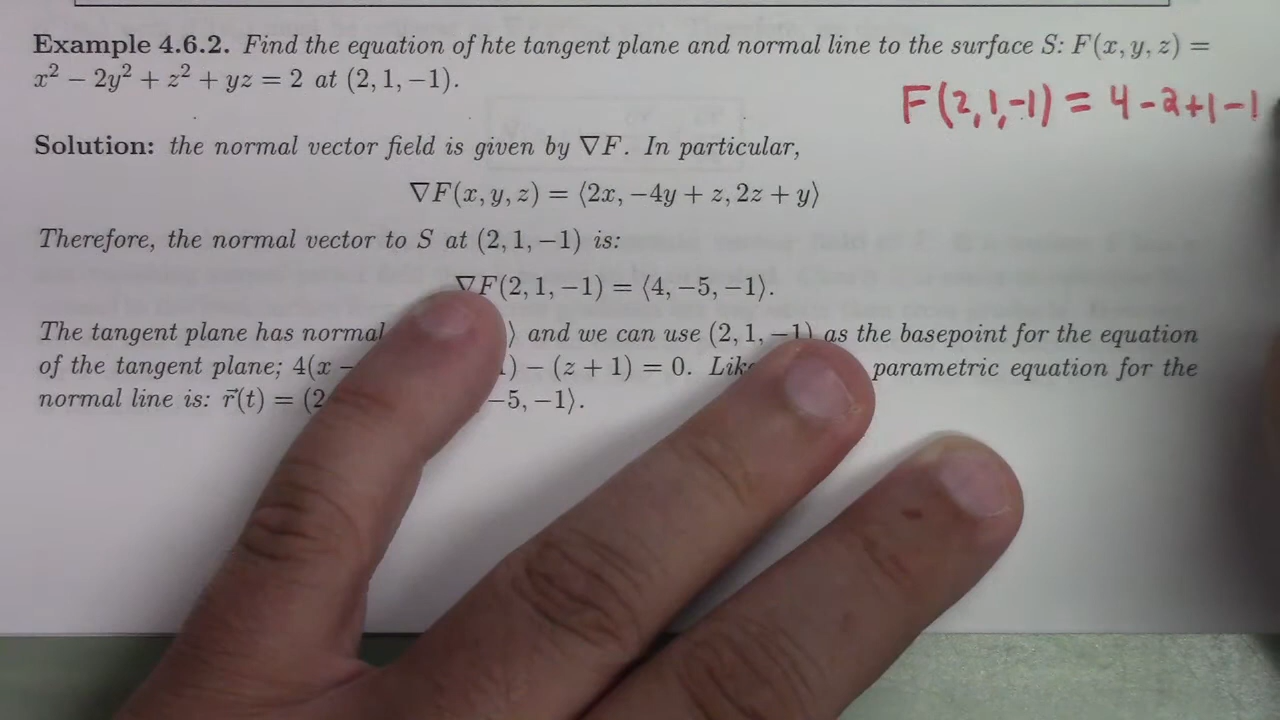 Example 4.6.2. Find the equation of hte tangent plane and normal line to the surface S: F(x, y, z) =
x² − 2y² + z² + yz = 2 at (2, 1, −1).
F(2,1,-1) = 4-2+1-1
Solution: the normal vector field is given by ∇F. In particular,
∇F(x, y, z) = ⟨2x, −4y + z, 2z + y⟩
Therefore, the normal vector to S at (2, 1, −1) is:
∇F(2, 1, −1) = ⟨4, −5, −1⟩.
The tangent plane has normal ⟩ and we can use (2, 1, −1) as the basepoint for the equation
of the tangent plane; 4(x − ) − (z + 1) = 0. parametric equation for the
normal line is: r⃗(t) = (2 −5, −1⟩.